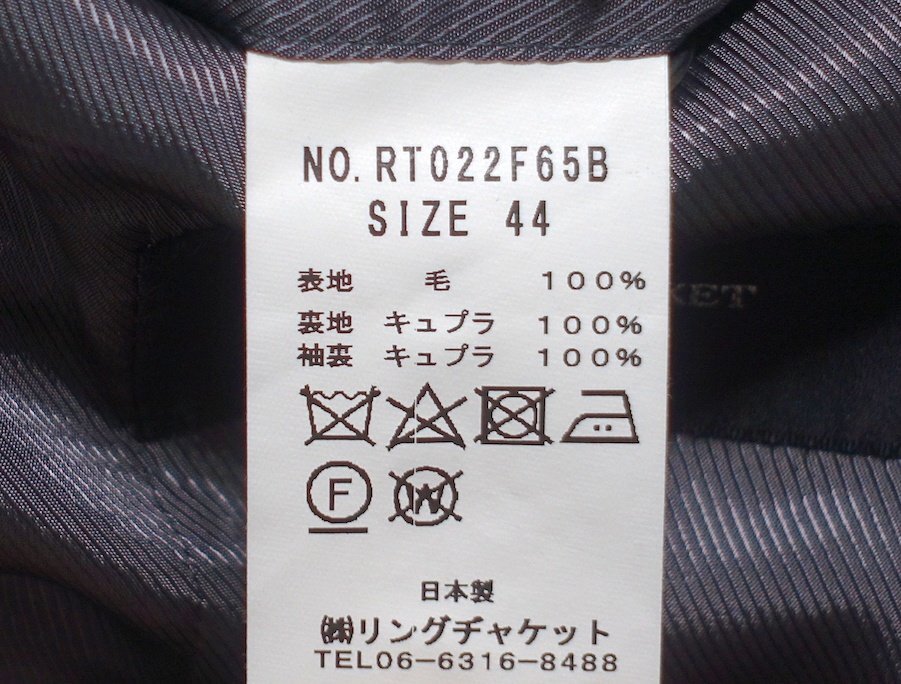 NO. RT022F65B
SIZE 44
表地 毛 100%
裏地 キュプラ 100%
袖裏 キュプラ 100%
F
W
日本製
㈱リングヂャケット
TEL06-6316-8488
KET